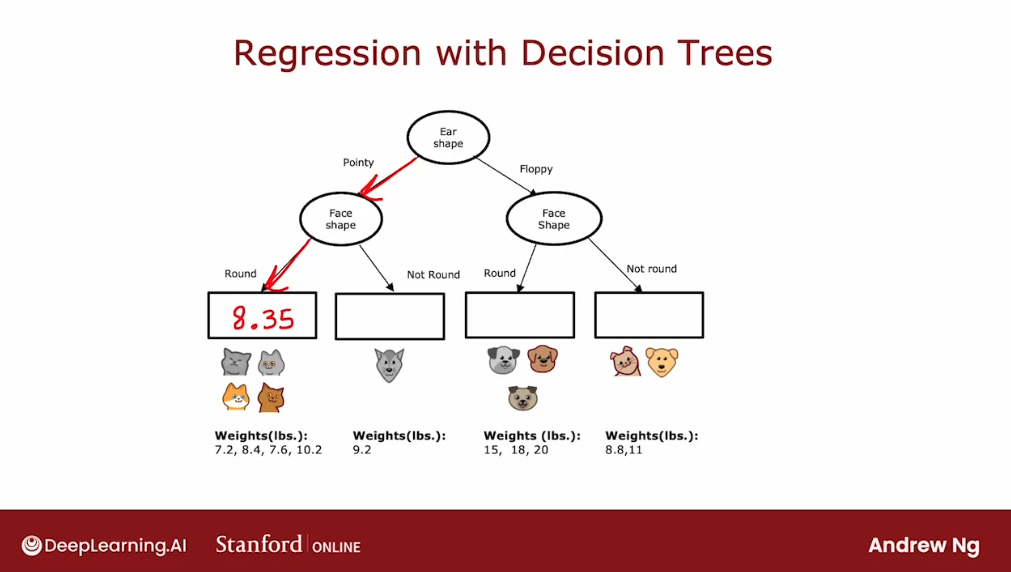 Regression with Decision Trees
Ear
shape
Pointy
Floppy
Face
shape
Face
Shape
Round
Not Round
Round
Not round
8.35
Weights(lbs.):
7.2, 8.4, 7.6, 10.2
Weights(lbs.):
9.2
Weights (lbs.):
15, 18, 20
Weights(lbs.):
8.8,11
DeepLearning.AI
Stanford | ONLINE
Andrew Ng